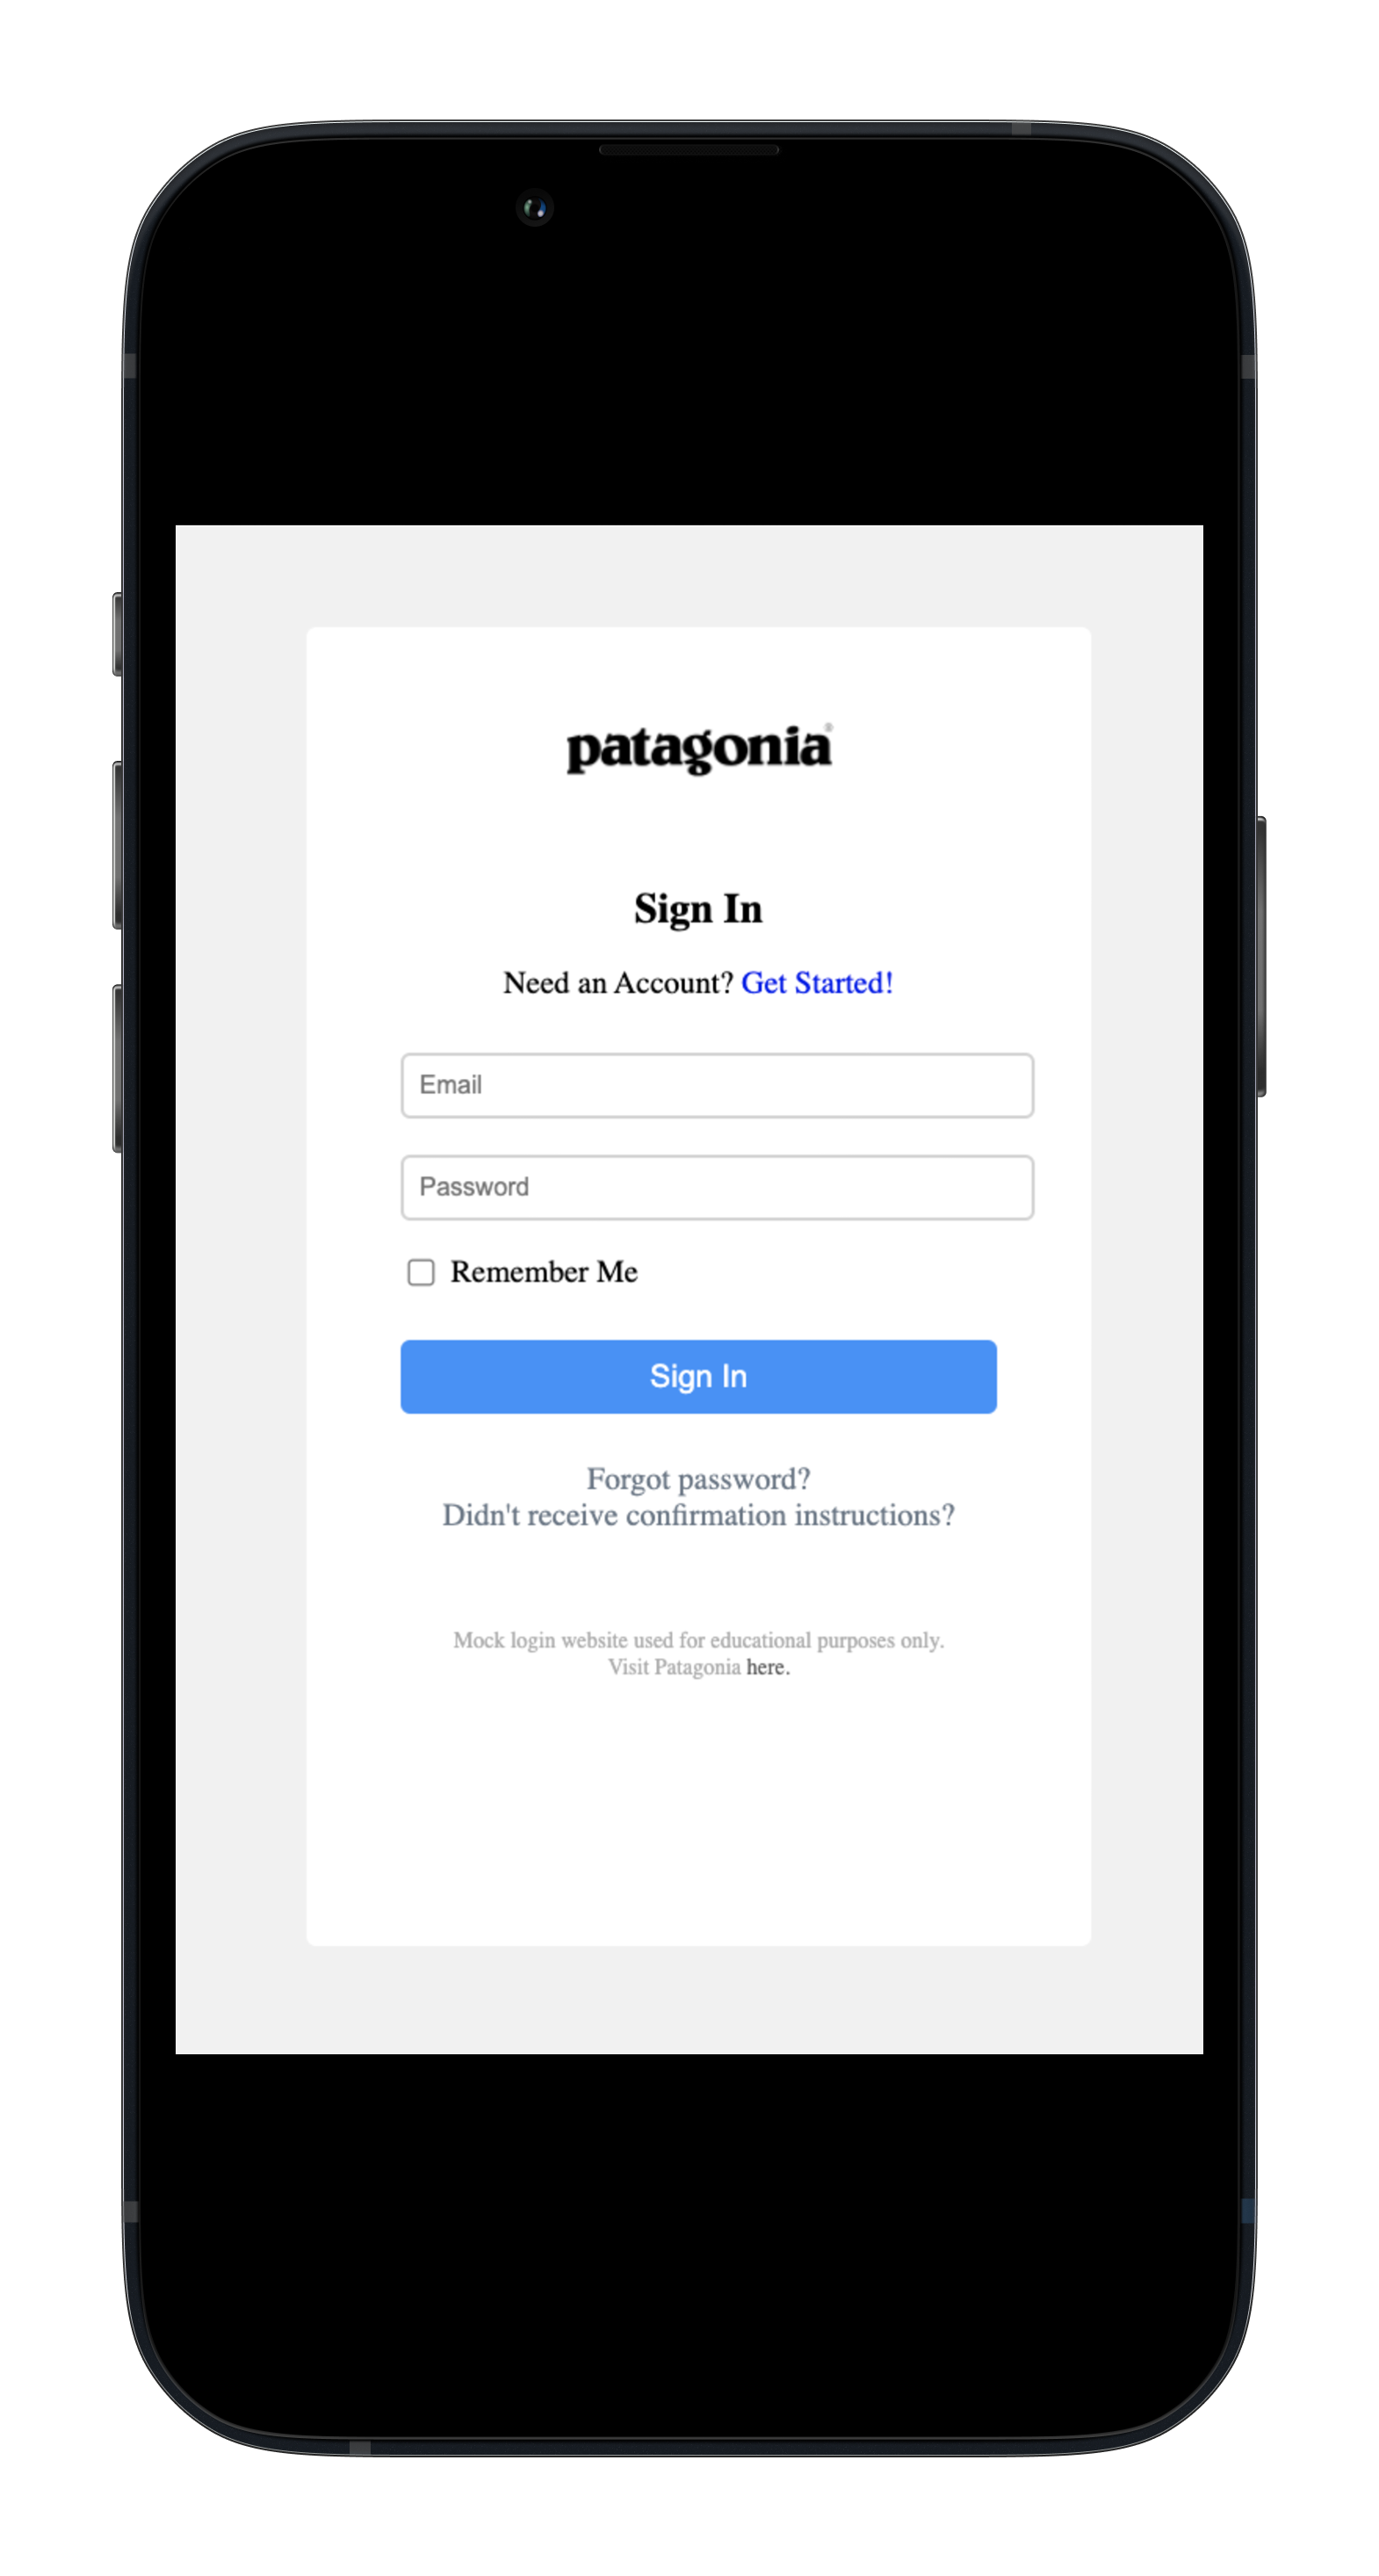 patagonia®
Sign In
Need an Account? Get Started!
Email
Password
Remember Me
Sign In
Forgot password?
Didn't receive confirmation instructions?
Mock login website used for educational purposes only.
Visit Patagonia here.